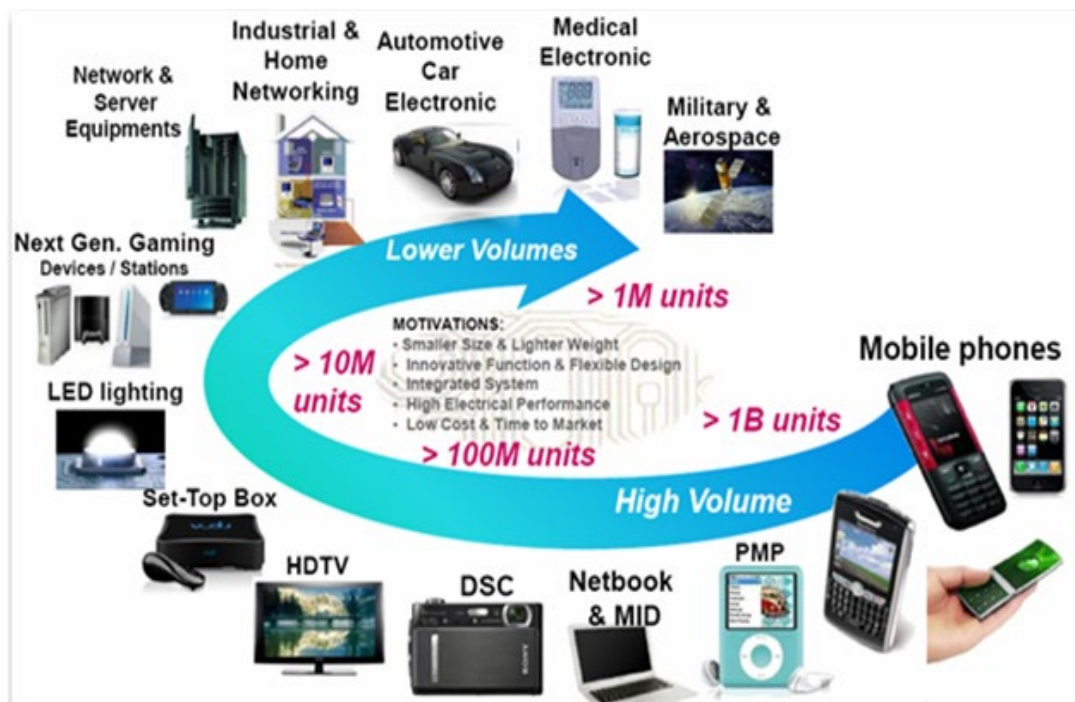 Industrial &
Home
Networking
Automotive
Car
Electronic
Medical
Electronic
Network &
Server
Equipments
Military &
Aerospace
Next Gen. Gaming
Devices / Stations
Lower Volumes
> 1M units
MOTIVATIONS:
• Smaller Size & Lighter Weight
• Innovative Function & Flexible Design
• Integrated System
• High Electrical Performance
• Low Cost & Time to Market
> 10M
units
Mobile phones
LED lighting
> 1B units
> 100M units
Set-Top Box
High Volume
HDTV
DSC
Netbook
& MID
PMP
SONY